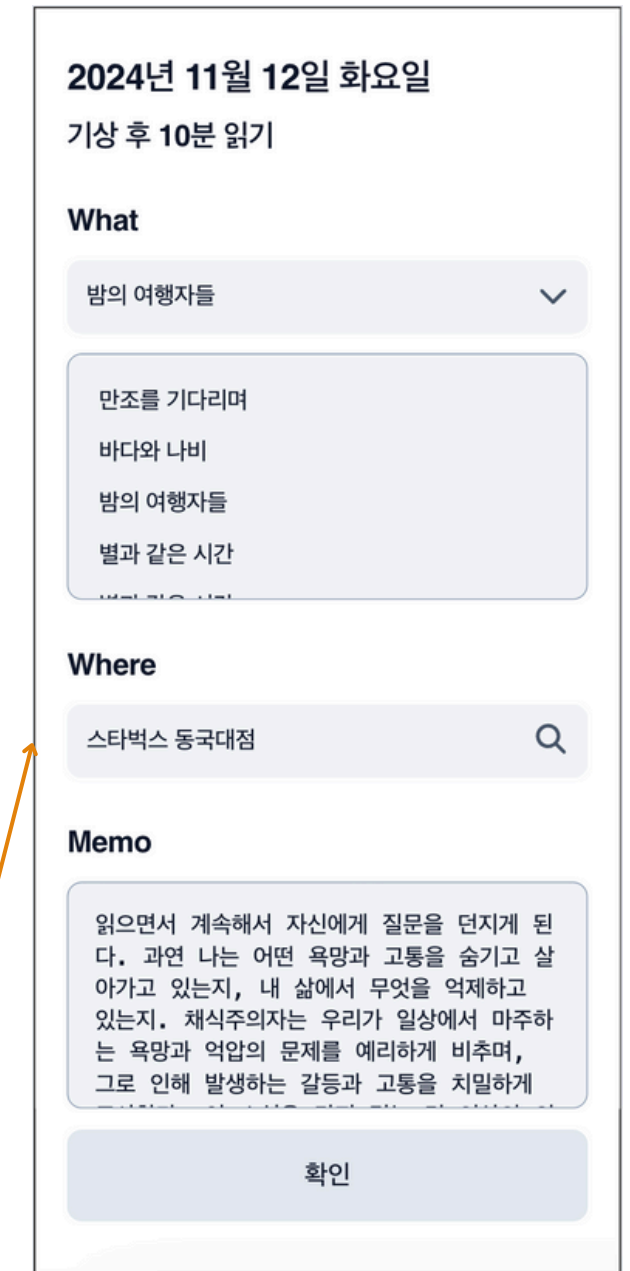 2024년 11월 12일 화요일
기상 후 10분 읽기
What
밤의 여행자들
만조를 기다리며
바다와 나비
밤의 여행자들
별과 같은 시간
Where
스타벅스 동국대점
Memo
읽으면서 계속해서 자신에게 질문을 던지게 된
다. 과연 나는 어떤 욕망과 고통을 숨기고 살
아가고 있는지, 내 삶에서 무엇을 억제하고
있는지. 채식주의자는 우리가 일상에서 마주하
는 욕망과 억압의 문제를 예리하게 비추며,
그로 인해 발생하는 갈등과 고통을 치밀하게
확인